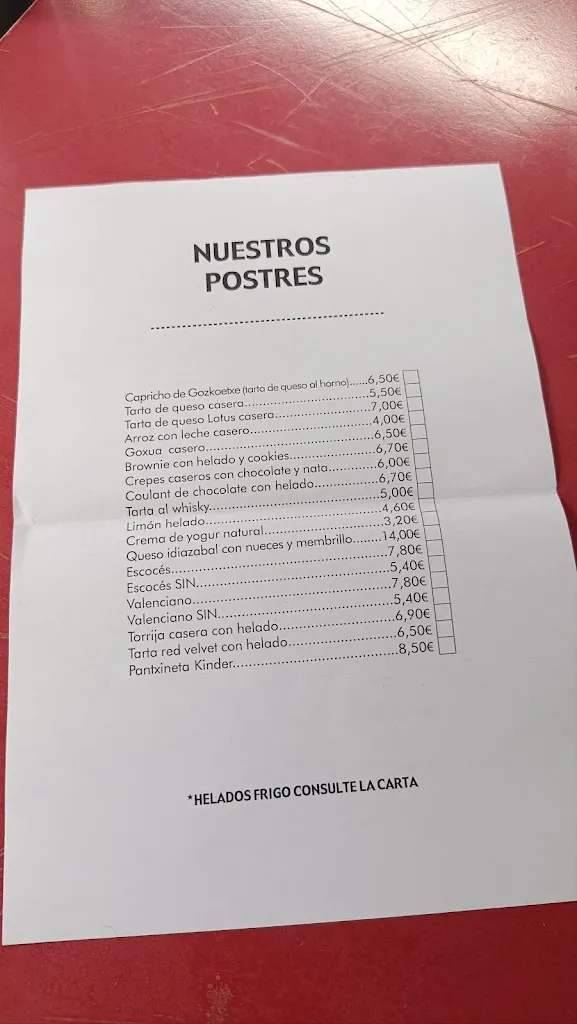 NUESTROS
POSTRES
Capricho de Gozkoetxe (tarta de queso al horno)......6,50€
Tarta de queso casera..............................5,50€
Tarta de queso Lotus casera.......................7,00€
Arroz con leche casero............................4,00€
Goxua casero......................................6,50€
Brownie con helado y cookies......................6,70€
Crepes caseros con chocolate y nata...............6,00€
Coulant de chocolate con helado...................6,70€
Tarta al whisky...................................5,00€
Limón helado......................................4,60€
Crema de yogur natural............................3,20€
Queso idiazabal con nueces y membrillo........14,00€
Escocés...........................................7,80€
Escocés SIN.......................................5,40€
Valenciano........................................7,80€
Valenciano SIN....................................5,40€
Torrija casera con helado.........................6,90€
Tarta red velvet con helado.......................6,50€
Pantxineta Kinder.................................8,50€
*HELADOS FRIGO CONSULTE LA CARTA